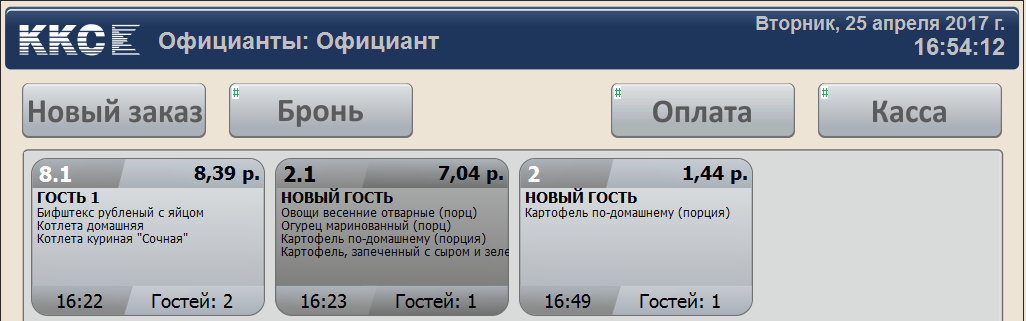 ККС Официанты: Официант
Вторник, 25 апреля 2017 г.
16:54:12
Новый заказ
# Бронь
# Оплата
# Касса
8.1 8,39 р.
ГОСТЬ 1
Бифштекс рубленый с яйцом
Котлета домашняя
Котлета куриная "Сочная"
16:22 Гостей: 2
2.1 7,04 р.
НОВЫЙ ГОСТЬ
Овощи весенние отварные (порц)
Огурец маринованный (порц)
Картофель по-домашнему (порция)
Картофель, запеченный с сыром и зеле
16:23 Гостей: 1
2 1,44 р.
НОВЫЙ ГОСТЬ
Картофель по-домашнему (порция)
16:49 Гостей: 1